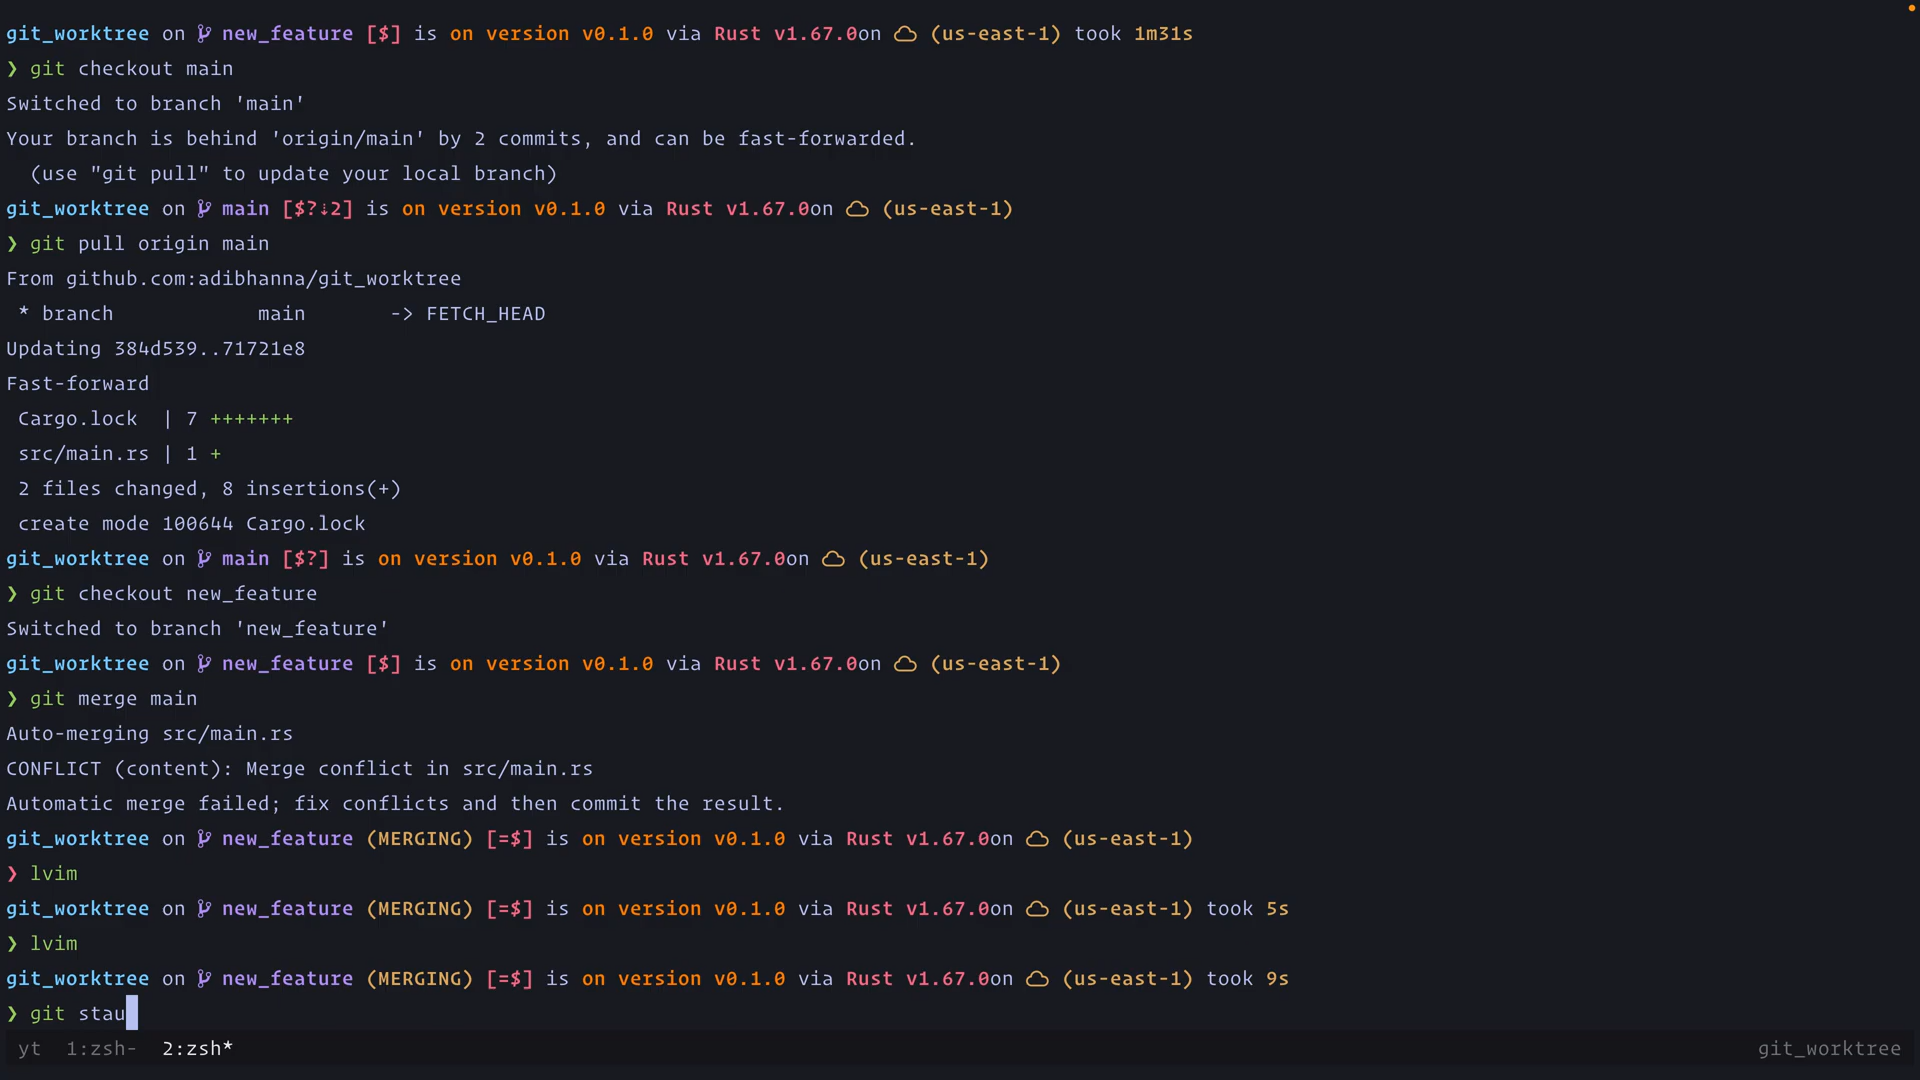 git_worktree on new_feature [$] is on version v0.1.0 via Rust v1.67.0on (us-east-1) took 1m31s
❯ git checkout main
Switched to branch 'main'
Your branch is behind 'origin/main' by 2 commits, and can be fast-forwarded.
  (use "git pull" to update your local branch)
git_worktree on main [$?⇣2] is on version v0.1.0 via Rust v1.67.0on (us-east-1)
❯ git pull origin main
From github.com:adibhanna/git_worktree
 * branch            main       -> FETCH_HEAD
Updating 384d539..71721e8
Fast-forward
 Cargo.lock  | 7 +++++++
 src/main.rs | 1 +
 2 files changed, 8 insertions(+)
 create mode 100644 Cargo.lock
git_worktree on main [$?] is on version v0.1.0 via Rust v1.67.0on (us-east-1)
❯ git checkout new_feature
Switched to branch 'new_feature'
git_worktree on new_feature [$] is on version v0.1.0 via Rust v1.67.0on (us-east-1)
❯ git merge main
Auto-merging src/main.rs
CONFLICT (content): Merge conflict in src/main.rs
Automatic merge failed; fix conflicts and then commit the result.
git_worktree on new_feature (MERGING) [=$] is on version v0.1.0 via Rust v1.67.0on (us-east-1)
❯ lvim
git_worktree on new_feature (MERGING) [=$] is on version v0.1.0 via Rust v1.67.0on (us-east-1) took 5s
❯ lvim
git_worktree on new_feature (MERGING) [=$] is on version v0.1.0 via Rust v1.67.0on (us-east-1) took 9s
❯ git stau
yt  1:zsh-  2:zsh*  git_worktree